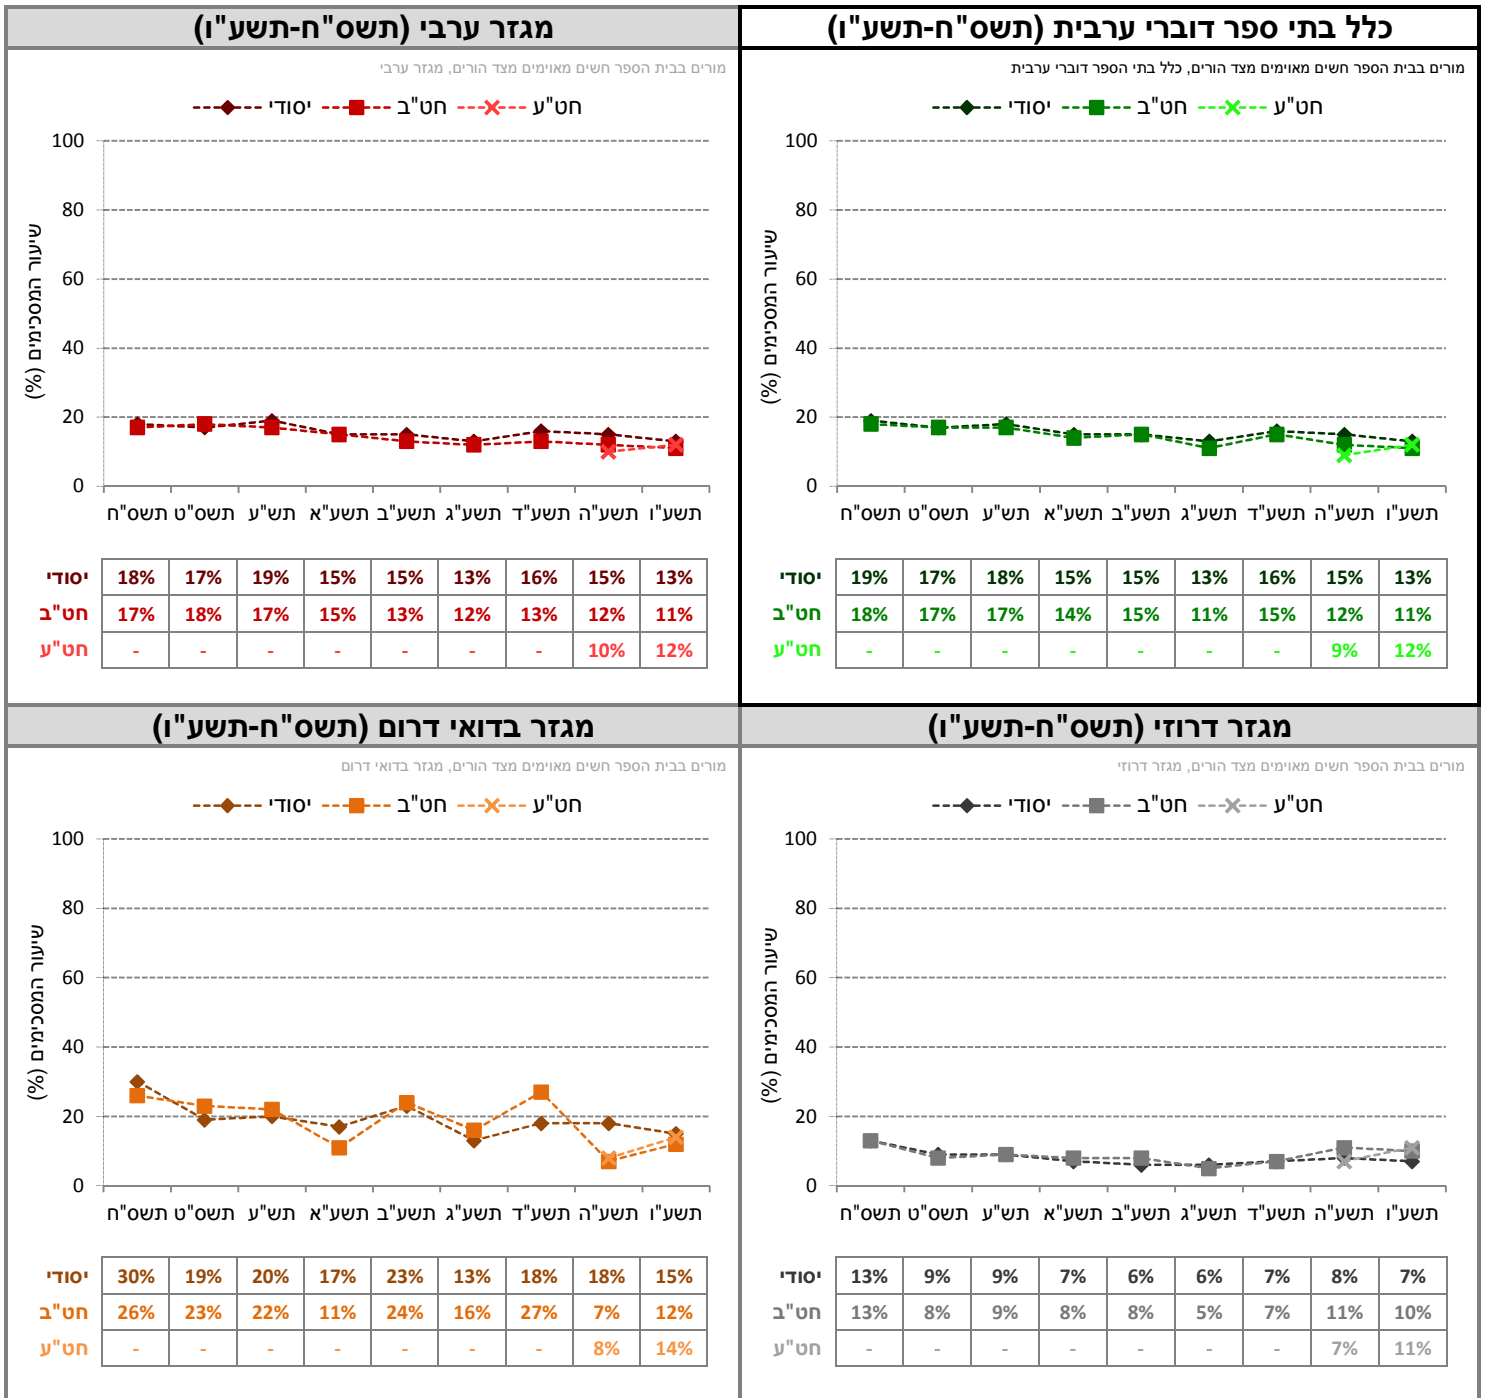 כלל בתי ספר דוברי ערבית (תשס"ח-תשע"ו)
מורים בבית הספר חשים מאוימים מצד הורים, כלל בתי הספר דוברי ערבית
יסודי חט"ב חט"ע
שיעור המסכימים (%)
100
80
60
40
20
0
תשס"ח תשס"ט תש"ע תשע"א תשע"ב תשע"ג תשע"ד תשע"ה תשע"ו
יסודי 19% 17% 18% 15% 15% 13% 16% 15% 13%
חט"ב 18% 17% 17% 14% 15% 11% 15% 12% 11%
חט"ע - - - - - - - 9% 12%
מגזר ערבי (תשס"ח-תשע"ו)
מורים בבית הספר חשים מאוימים מצד הורים, מגזר ערבי
יסודי חט"ב חט"ע
שיעור המסכימים (%)
100
80
60
40
20
0
תשס"ח תשס"ט תש"ע תשע"א תשע"ב תשע"ג תשע"ד תשע"ה תשע"ו
יסודי 18% 17% 19% 15% 15% 13% 16% 15% 13%
חט"ב 17% 18% 17% 15% 13% 12% 13% 12% 11%
חט"ע - - - - - - - 10% 12%
מגזר דרוזי (תשס"ח-תשע"ו)
מורים בבית הספר חשים מאוימים מצד הורים, מגזר דרוזי
יסודי חט"ב חט"ע
שיעור המסכימים (%)
100
80
60
40
20
0
תשס"ח תשס"ט תש"ע תשע"א תשע"ב תשע"ג תשע"ד תשע"ה תשע"ו
יסודי 13% 9% 9% 7% 6% 6% 7% 8% 7%
חט"ב 13% 8% 9% 8% 8% 5% 7% 11% 10%
חט"ע - - - - - - - 7% 11%
מגזר בדואי דרום (תשס"ח-תשע"ו)
מורים בבית הספר חשים מאוימים מצד הורים, מגזר בדואי דרום
יסודי חט"ב חט"ע
שיעור המסכימים (%)
100
80
60
40
20
0
תשס"ח תשס"ט תש"ע תשע"א תשע"ב תשע"ג תשע"ד תשע"ה תשע"ו
יסודי 30% 19% 20% 17% 23% 13% 18% 18% 15%
חט"ב 26% 23% 22% 11% 24% 16% 27% 7% 12%
חט"ע - - - - - - - 8% 14%